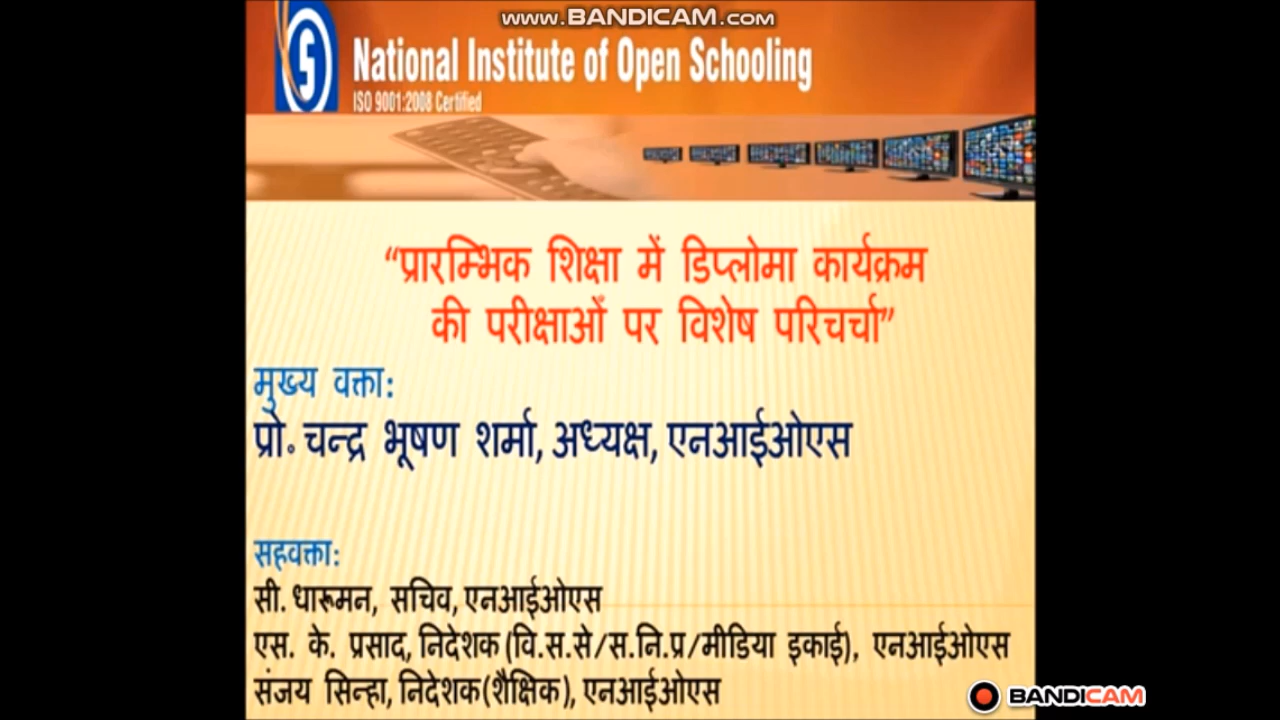 www.BANDICAM.com
S
National Institute of Open Schooling
ISO 9001:2008 Certified
“प्रारम्भिक शिक्षा में डिप्लोमा कार्यक्रम
की परीक्षाओं पर विशेष परिचर्चा”
मुख्य वक्ता:
प्रो॰ चन्द्र भूषण शर्मा, अध्यक्ष, एनआईओएस
सहवक्ता:
सी. धारूमन, सचिव, एनआईओएस
एस. के. प्रसाद, निदेशक (वि.स.से/स.नि.प्र/मीडिया इकाई), एनआईओएस
संजय सिन्हा, निदेशक(शैक्षिक), एनआईओएस
BANDICAM